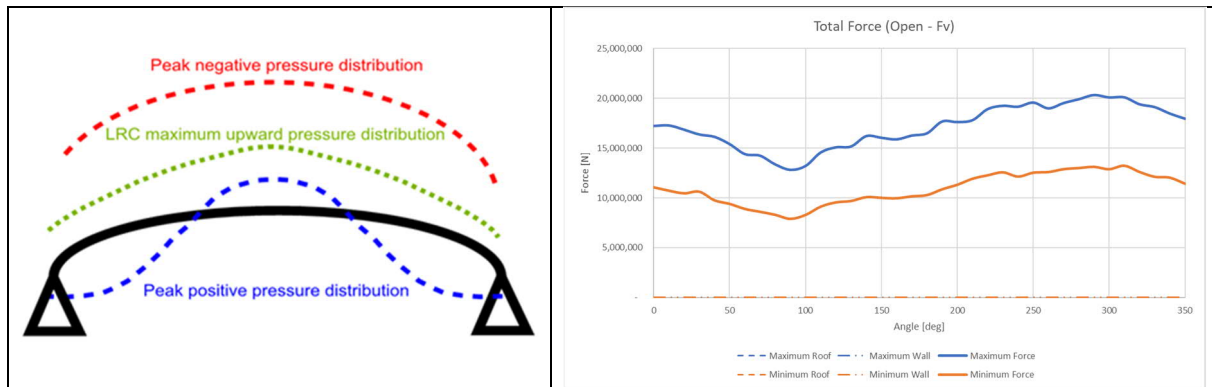 Peak negative pressure distribution
LRC maximum upward pressure distribution
Peak positive pressure distribution
Total Force (Open - Fv)
25,000,000
20,000,000
15,000,000
10,000,000
5,000,000
-
Force [N]
0 50 100 150 200 250 300 350
Angle [deg]
Maximum Roof Maximum Wall Maximum Force
Minimum Roof Minimum Wall Minimum Force